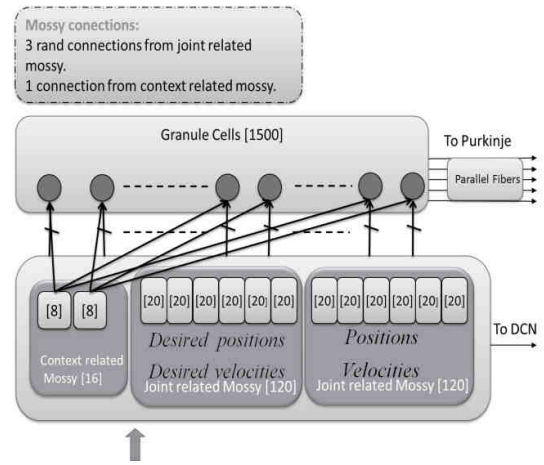 Mossy conections:
3 rand connections from joint related
mossy.
1 connection from context related mossy.
Granule Cells [1500]
To Purkinje
Parallel Fibers
[8] [8]
[20] [20] [20] [20] [20] [20]
[20] [20] [20] [20] [20] [20]
Context related
Mossy [16]
Desired positions
Desired velocities
Joint related Mossy [120]
Positions
Velocities
Joint related Mossy [120]
To DCN